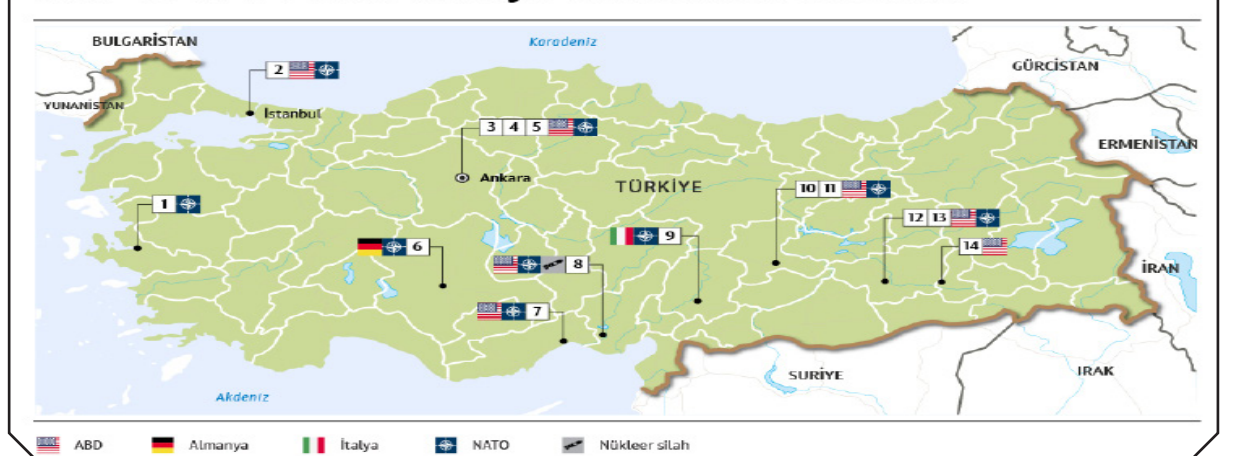 BULGARİSTAN
Karadeniz
GÜRCİSTAN
2
YUNANİSTAN
İstanbul
3 4 5
ERMENİSTAN
Ankara
TÜRKİYE
10 11
1
12 13
9
6
14
8
İRAN
7
SURİYE
IRAK
Akdeniz
ABD
Almanya
İtalya
NATO
Nükleer silah